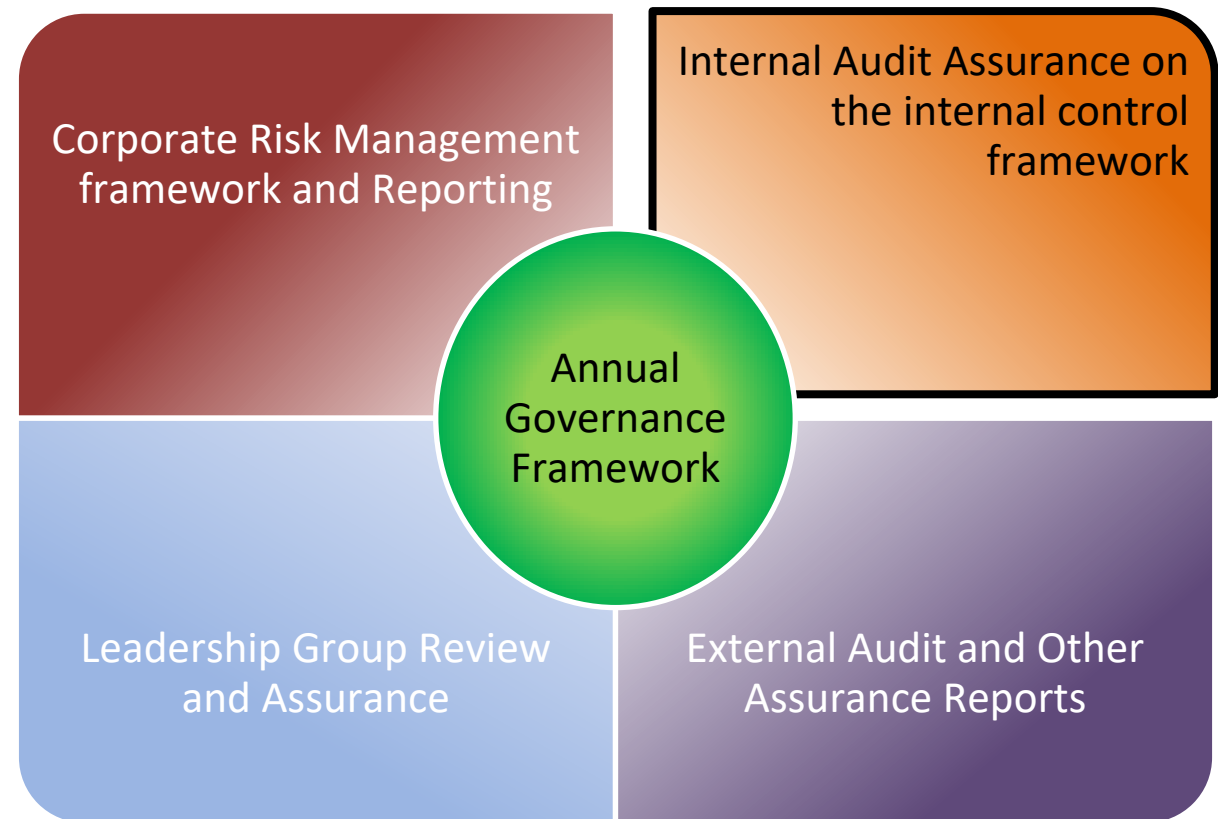 Corporate Risk Management
framework and Reporting
Internal Audit Assurance on
the internal control
framework
Annual
Governance
Framework
Leadership Group Review
and Assurance
External Audit and Other
Assurance Reports